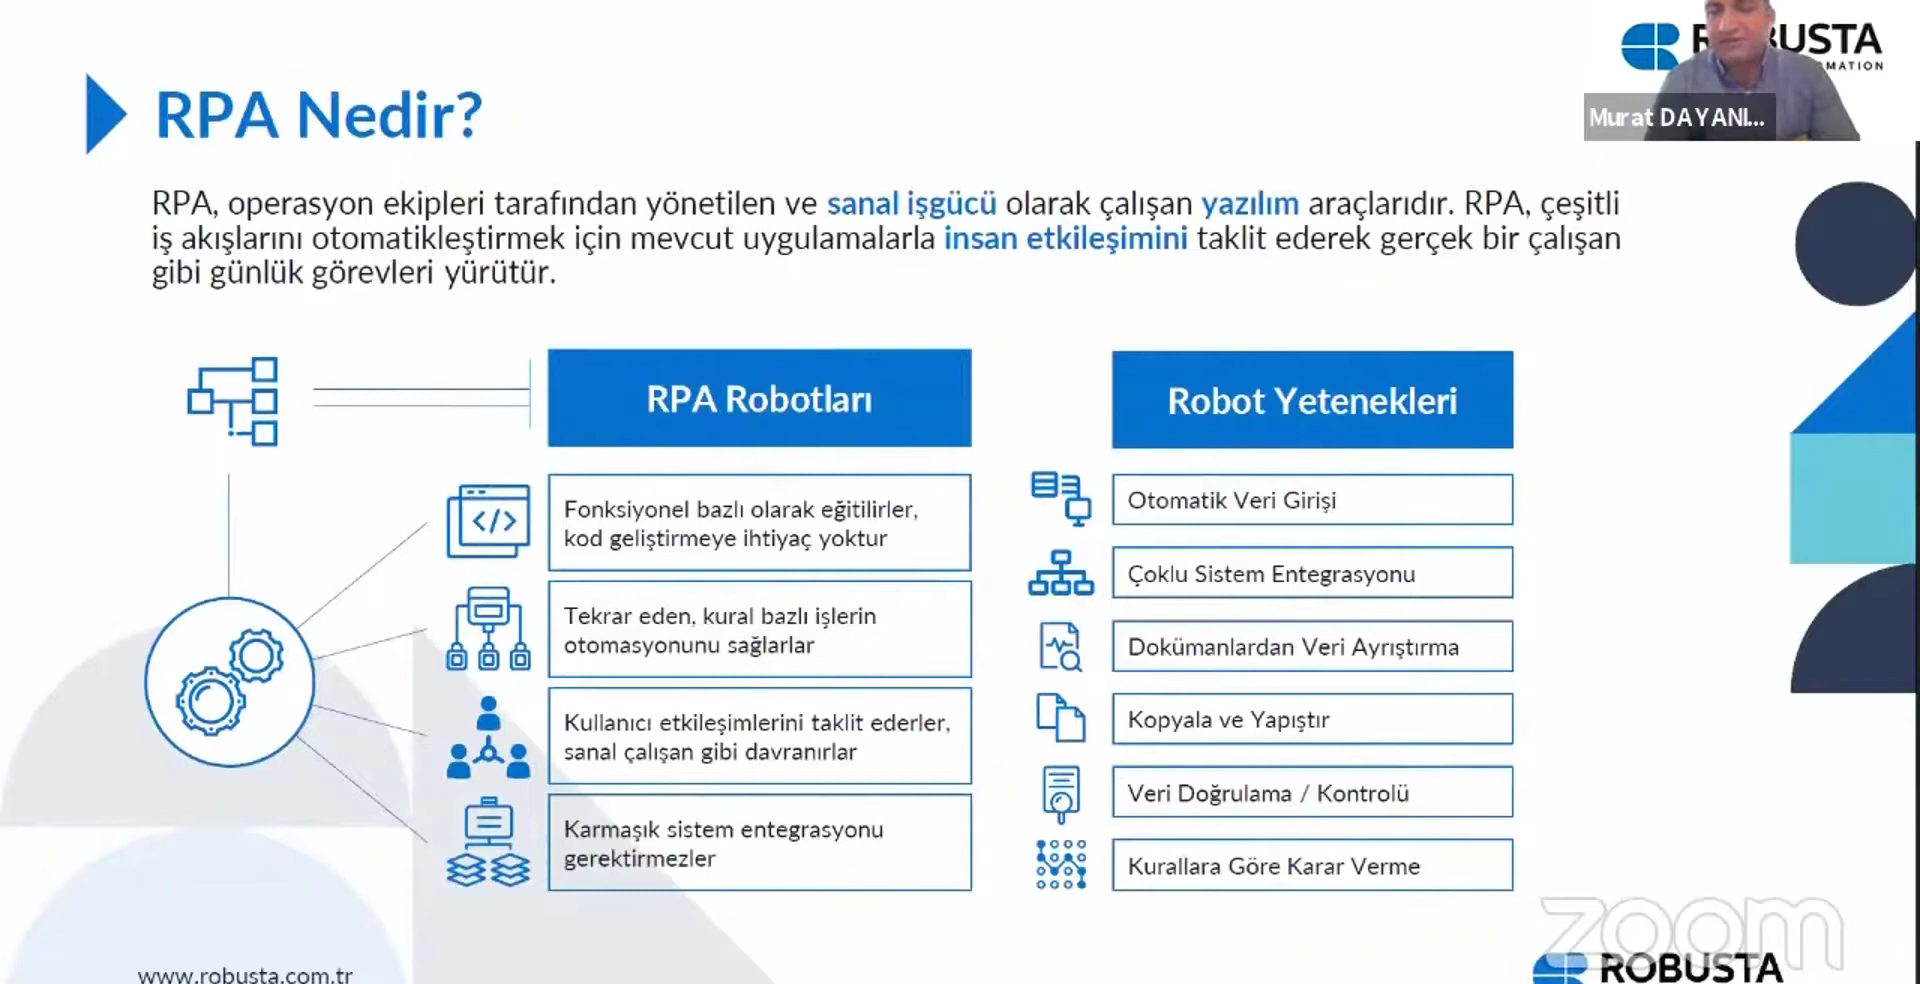 ROBUSTA
MATION
Murat DAYANI...
RPA Nedir?
RPA, operasyon ekipleri tarafından yönetilen ve sanal işgücü olarak çalışan yazılım araçlarıdır. RPA, çeşitli
iş akışlarını otomatikleştirmek için mevcut uygulamalarla insan etkileşimini taklit ederek gerçek bir çalışan
gibi günlük görevleri yürütür.
RPA Robotları
Fonksiyonel bazlı olarak eğitilirler,
kod geliştirmeye ihtiyaç yoktur
Tekrar eden, kural bazlı işlerin
otomasyonunu sağlarlar
Kullanıcı etkileşimlerini taklit ederler,
sanal çalışan gibi davranırlar
Karmaşık sistem entegrasyonu
gerektirmezler
Robot Yetenekleri
Otomatik Veri Girişi
Çoklu Sistem Entegrasyonu
Dokümanlardan Veri Ayrıştırma
Kopyala ve Yapıştır
Veri Doğrulama / Kontrolü
Kurallara Göre Karar Verme
zoom
www.robusta.com.tr
ROBUSTA